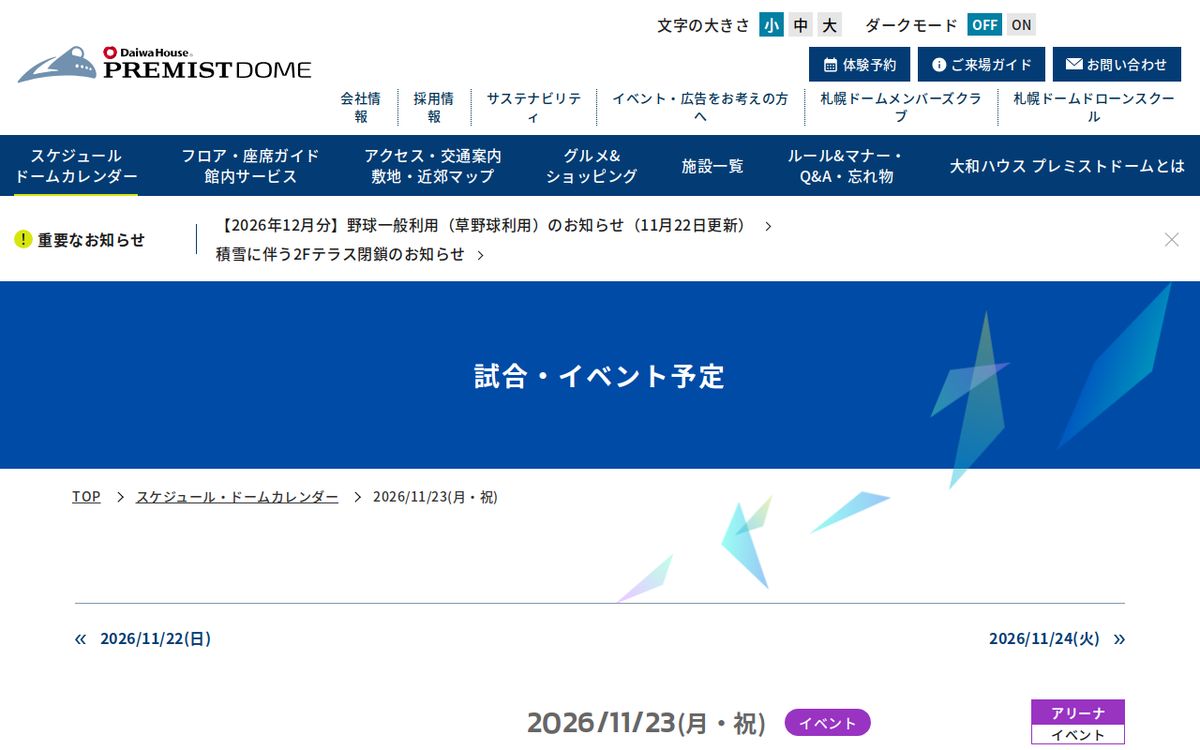 文字の大きさ 小 中 大 ダークモード OFF ON
Daiwa House®
PREMIST DOME
体験予約 ご来場ガイド お問い合わせ
会社情報 採用情報 サステナビリティ イベント・広告をお考えの方へ 札幌ドームメンバーズクラブ 札幌ドームドローンスクール
スケジュール
ドームカレンダー
フロア・座席ガイド
館内サービス
アクセス・交通案内
敷地・近郊マップ
グルメ&
ショッピング
施設一覧
ルール&マナー・
Q&A・忘れ物
大和ハウス プレミストドームとは
重要なお知らせ
【2026年12月分】野球一般利用（草野球利用）のお知らせ（11月22日更新）
積雪に伴う2Fテラス閉鎖のお知らせ
試合・イベント予定
TOP スケジュール・ドームカレンダー 2026/11/23(月・祝)
« 2026/11/22(日)
2026/11/24(火) »
2026/11/23(月・祝) イベント
アリーナ
イベント